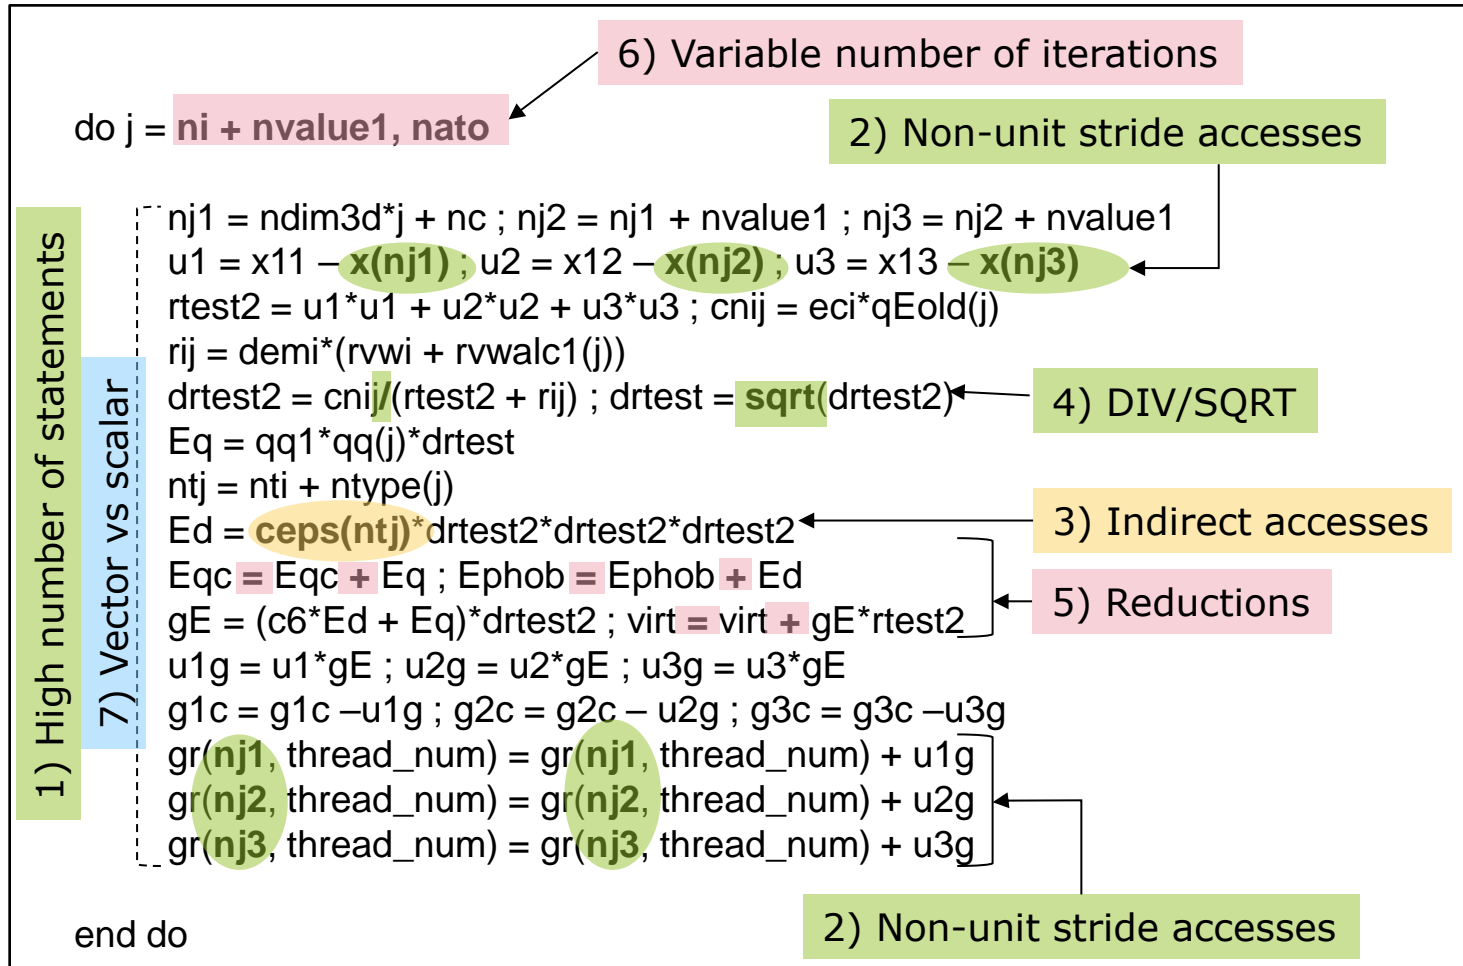 6) Variable number of iterations
do j = ni + nvalue1, nato
2) Non-unit stride accesses
1) High number of statements
7) Vector vs scalar
nj1 = ndim3d*j + nc ; nj2 = nj1 + nvalue1 ; nj3 = nj2 + nvalue1
u1 = x11 – x(nj1) ; u2 = x12 – x(nj2) ; u3 = x13 – x(nj3)
rtest2 = u1*u1 + u2*u2 + u3*u3 ; cnij = eci*qEold(j)
rij = demi*(rvwi + rvwalc1(j))
drtest2 = cnij/(rtest2 + rij) ; drtest = sqrt(drtest2)
4) DIV/SQRT
Eq = qq1*qq(j)*drtest
ntj = nti + ntype(j)
Ed = ceps(ntj)*drtest2*drtest2*drtest2
3) Indirect accesses
Eqc = Eqc + Eq ; Ephob = Ephob + Ed
5) Reductions
gE = (c6*Ed + Eq)*drtest2 ; virt = virt + gE*rtest2
u1g = u1*gE ; u2g = u2*gE ; u3g = u3*gE
g1c = g1c –u1g ; g2c = g2c – u2g ; g3c = g3c –u3g
gr(nj1, thread_num) = gr(nj1, thread_num) + u1g
gr(nj2, thread_num) = gr(nj2, thread_num) + u2g
gr(nj3, thread_num) = gr(nj3, thread_num) + u3g
2) Non-unit stride accesses
end do